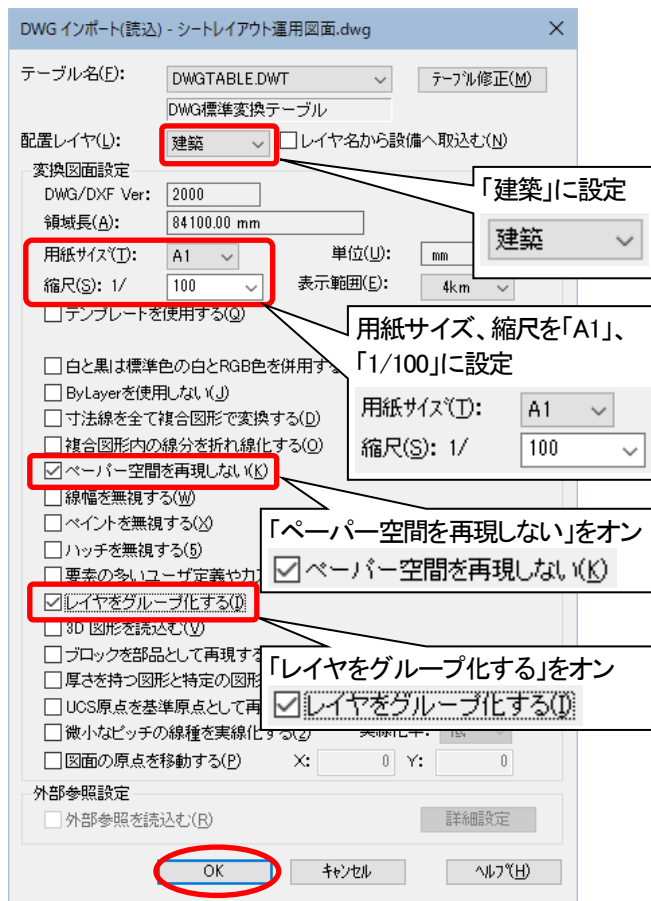 DWG インポート(読込) - シートレイアウト運用図面.dwg
テーブル名(F): DWGTABLE.DWT テーブル修正(M)
DWG標準変換テーブル
配置レイヤ(L): 建築 レイヤ名から設備へ取込む(N)
変換図面設定
DWG/DXF Ver: 2000
「建築」に設定
領域長(A): 84100.00 mm
建築
用紙サイズ(T): A1 単位(U): mm
縮尺(S): 1/ 100 表示範囲(E): 4km
テンプレートを使用する(Q)
用紙サイズ、縮尺を「A1」、
「1/100」に設定
白と黒は標準色の白とRGB色を併用す
ByLayerを使用しない(J)
用紙サイズ(T): A1
寸法線を全て複合図形で変換する(D)
複合図形内の線分を折れ線化する(O)
縮尺(S): 1/ 100
ペーパー空間を再現しない(K)
線幅を無視する(W)
ペイントを無視する(X)
「ペーパー空間を再現しない」をオン
ハッチを無視する(5)
ペーパー空間を再現しない(K)
要素の多いユーザ定義や
レイヤをグループ化する(I)
3D 図形を読込む(V)
ブロックを部品として再現する
「レイヤをグループ化する」をオン
厚さを持つ図形と特定の図形
UCS原点を基準原点として再
レイヤをグループ化する(I)
微小なピッチの線種を実線化する(Z) 実線化率: 低
図面の原点を移動する(P) X: 0 Y: 0
外部参照設定
外部参照を読込む(R) 詳細設定
OK キャンセル ヘルプ(H)